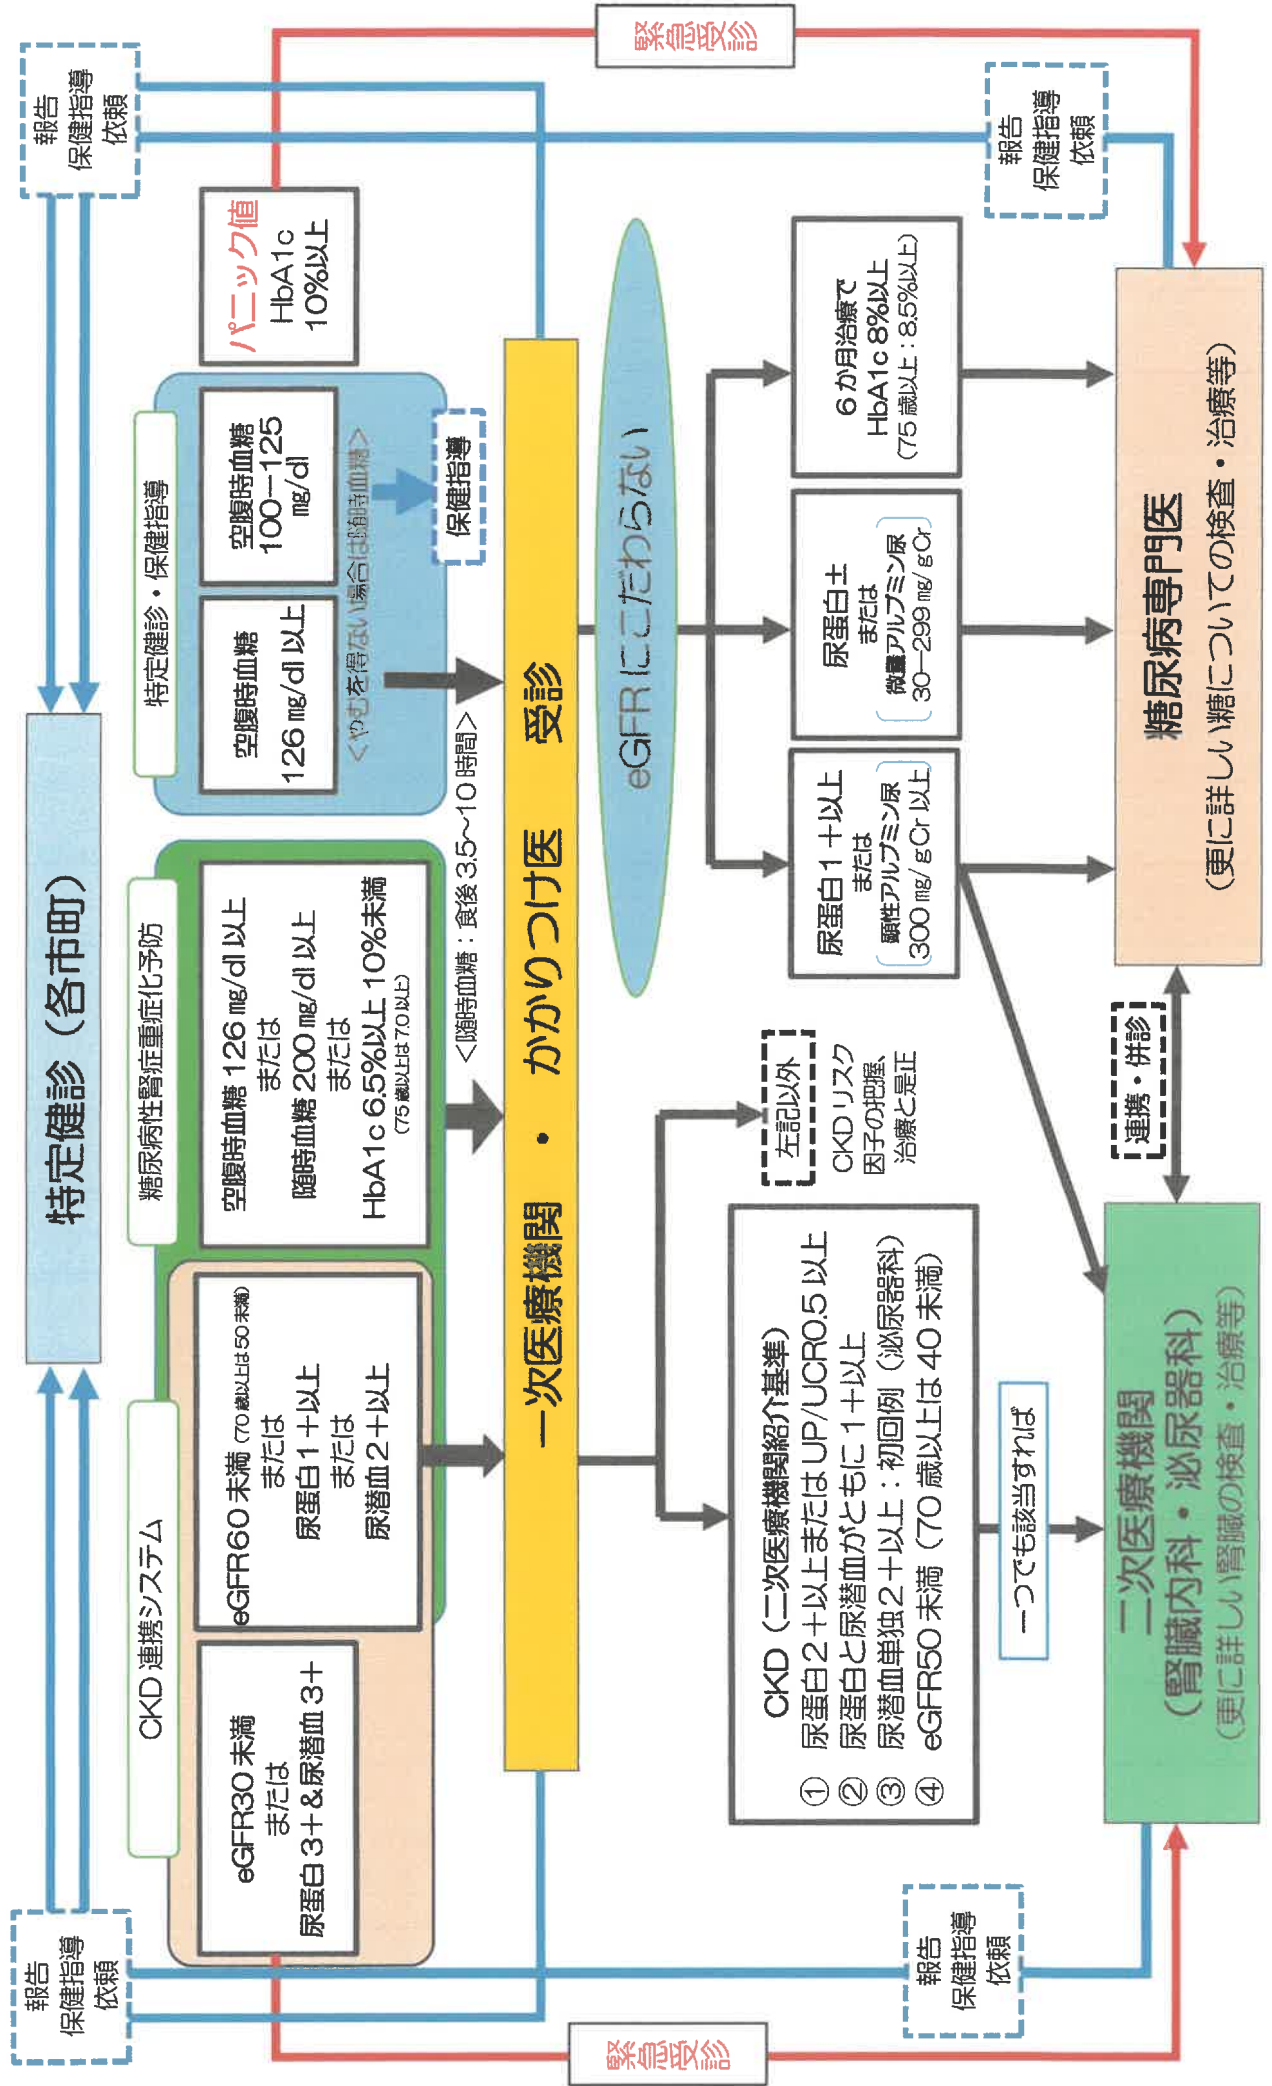 特定健診（各市町）
報告
保健指導
依頼
報告
保健指導
依頼
CKD 連携システム
eGFR30 未満
または
尿蛋白 3＋＆尿潜血 3＋
eGFR60 未満（70 歳以上は 50 未満）
または
尿蛋白 1＋以上
または
尿潜血 2＋以上
糖尿病性腎症重症化予防
空腹時血糖 126 ㎎/dl 以上
または
随時血糖 200 ㎎/dl 以上
または
HbA1c 6.5％以上 10％未満
（75 歳以上は 7.0 以上）
特定健診・保健指導
空腹時血糖
126 ㎎/dl 以上
空腹時血糖
100－125
㎎/dl
＜やむを得ない場合は随時血糖＞
保健指導
パニック値
HbA1c
10％以上
＜随時血糖：食後 3.5～10 時間＞
一次医療機関 ・ かかりつけ医 受診
緊急受診
緊急受診
eGFR にこだわらない
CKD（二次医療機関紹介基準）
① 尿蛋白 2＋以上または UP/UCR0.5 以上
② 尿蛋白と尿潜血がともに 1＋以上
③ 尿潜血単独 2＋以上：初回例（泌尿器科）
④ eGFR50 未満（70 歳以上は 40 未満）
左記以外
CKD リスク
因子の把握、
治療と是正
尿蛋白 1＋以上
または
顕性アルブミン尿
300 ㎎/ｇCr 以上
尿蛋白±
または
微量アルブミン尿
30－299 ㎎/ｇCr
6 か月治療で
HbA1c 8％以上
（75 歳以上：8.5％以上）
一つでも該当すれば
報告
保健指導
依頼
報告
保健指導
依頼
二次医療機関
（腎臓内科・泌尿器科）
（更に詳しい腎臓の検査・治療等）
連携・併診
糖尿病専門医
（更に詳しい糖についての検査・治療等）